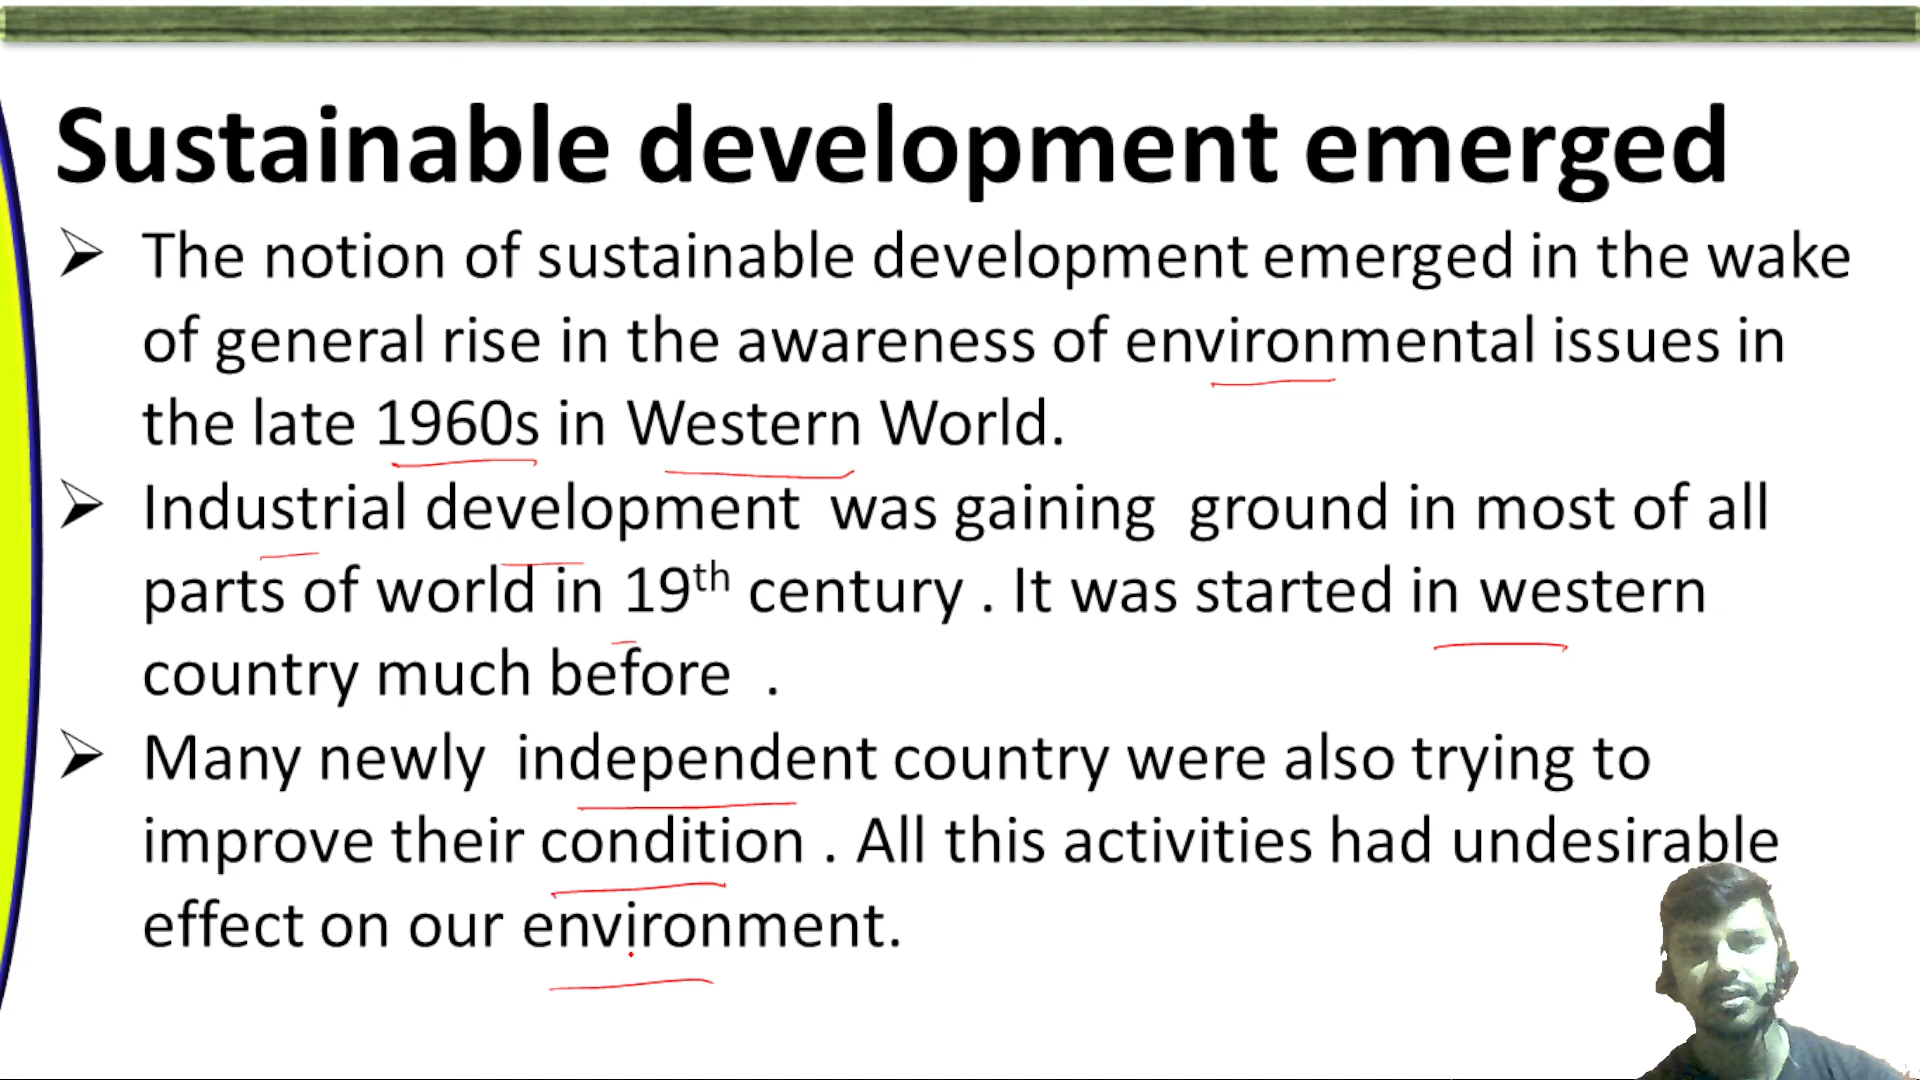 Sustainable development emerged
➢ The notion of sustainable development emerged in the wake
of general rise in the awareness of environmental issues in
the late 1960s in Western World.
➢ Industrial development was gaining ground in most of all
parts of world in 19th century . It was started in western
country much before .
➢ Many newly independent country were also trying to
improve their condition . All this activities had undesirable
effect on our environment.